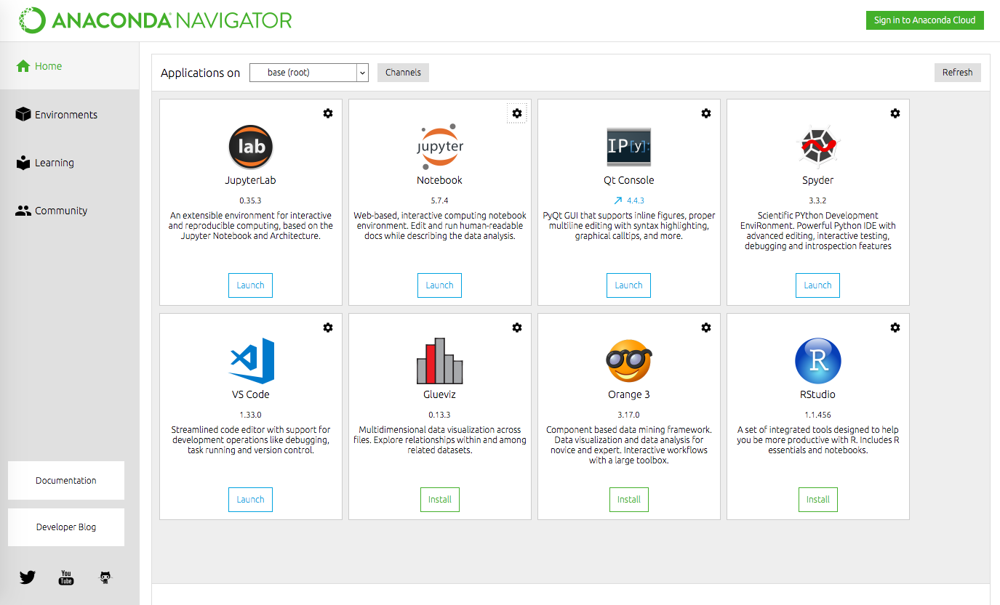 ANACONDA NAVIGATOR
Sign in to Anaconda Cloud
Home
Environments
Learning
Community
Documentation
Developer Blog
You
Tube
Applications on
base (root)
Channels
Refresh
lab
JupyterLab
0.35.3
An extensible environment for interactive
and reproducible computing, based on the
Jupyter Notebook and Architecture.
Launch
jupyter
Notebook
5.7.4
Web-based, interactive computing notebook
environment. Edit and run human-readable
docs while describing the data analysis.
Launch
IP[y]:
Qt Console
4.4.3
PyQt GUI that supports inline figures, proper
multiline editing with syntax highlighting,
graphical calltips, and more.
Launch
Spyder
3.3.2
Scientific PYthon Development
EnviRonment. Powerful Python IDE with
advanced editing, interactive testing,
debugging and introspection features
Launch
VS Code
1.33.0
Streamlined code editor with support for
development operations like debugging,
task running and version control.
Launch
Glueviz
0.13.3
Multidimensional data visualization across
files. Explore relationships within and among
related datasets.
Install
Orange 3
3.17.0
Component based data mining framework.
Data visualization and data analysis for
novice and expert. Interactive workflows
with a large toolbox.
Install
R
RStudio
1.1.456
A set of integrated tools designed to help
you be more productive with R. Includes R
essentials and notebooks.
Install